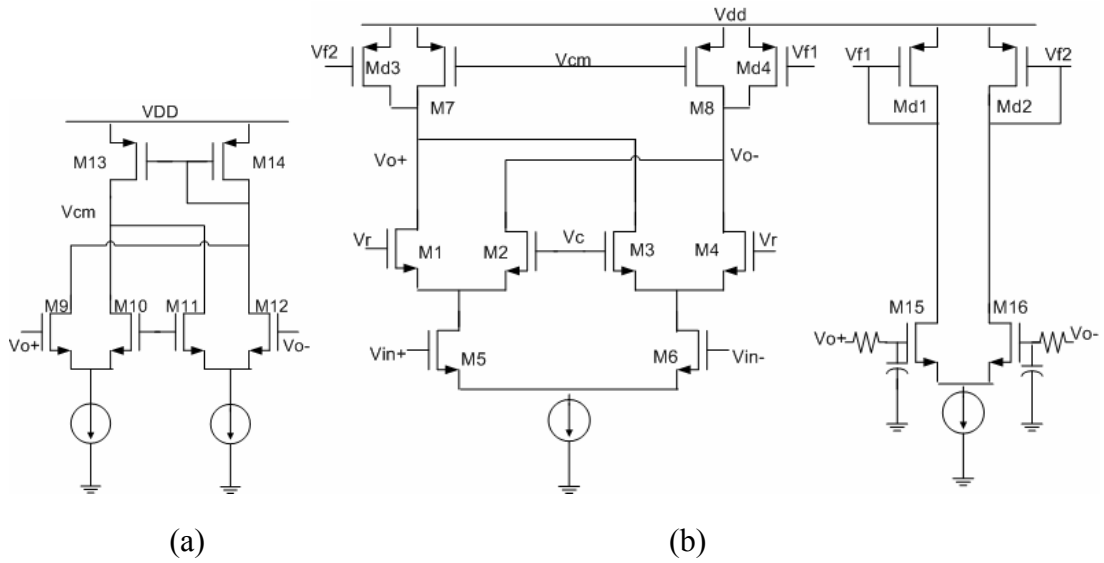 Vdd
Vf2 Md3 M7 Vcm M8 Md4 Vf1
Vf1 Md1 Md2 Vf2
VDD
M13 M14
Vcm
M9 M10 M11 M12
Vo+ Vo-
Vo+ Vo-
Vr M1 M2 Vc M3 M4 Vr
Vin+ M5 M6 Vin-
M15 M16
Vo+ Vo-
(a) (b)